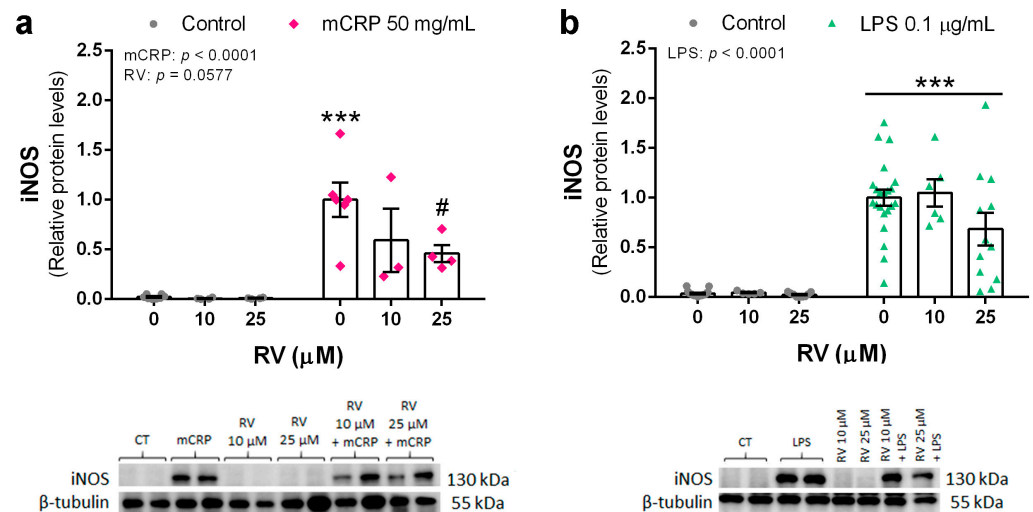 a
Control
mCRP 50 mg/mL
mCRP: p < 0.0001
RV: p = 0.0577
iNOS
(Relative protein levels)
2.5
2.0
1.5
1.0
0.5
0.0
***
#
0 10 25 0 10 25
RV (μM)
CT
mCRP
RV
10 μM
RV
25 μM
RV
10 μM
+ mCRP
RV
25 μM
+ mCRP
iNOS
130 kDa
β-tubulin
55 kDa
b
Control
LPS 0.1 μg/mL
LPS: p < 0.0001
iNOS
(Relative protein levels)
2.5
2.0
1.5
1.0
0.5
0.0
***
0 10 25 0 10 25
RV (μM)
CT
LPS
RV 10 μM
RV 25 μM
RV 10 μM
+ LPS
RV 25 μM
+ LPS
iNOS
130 kDa
β-tubulin
55 kDa